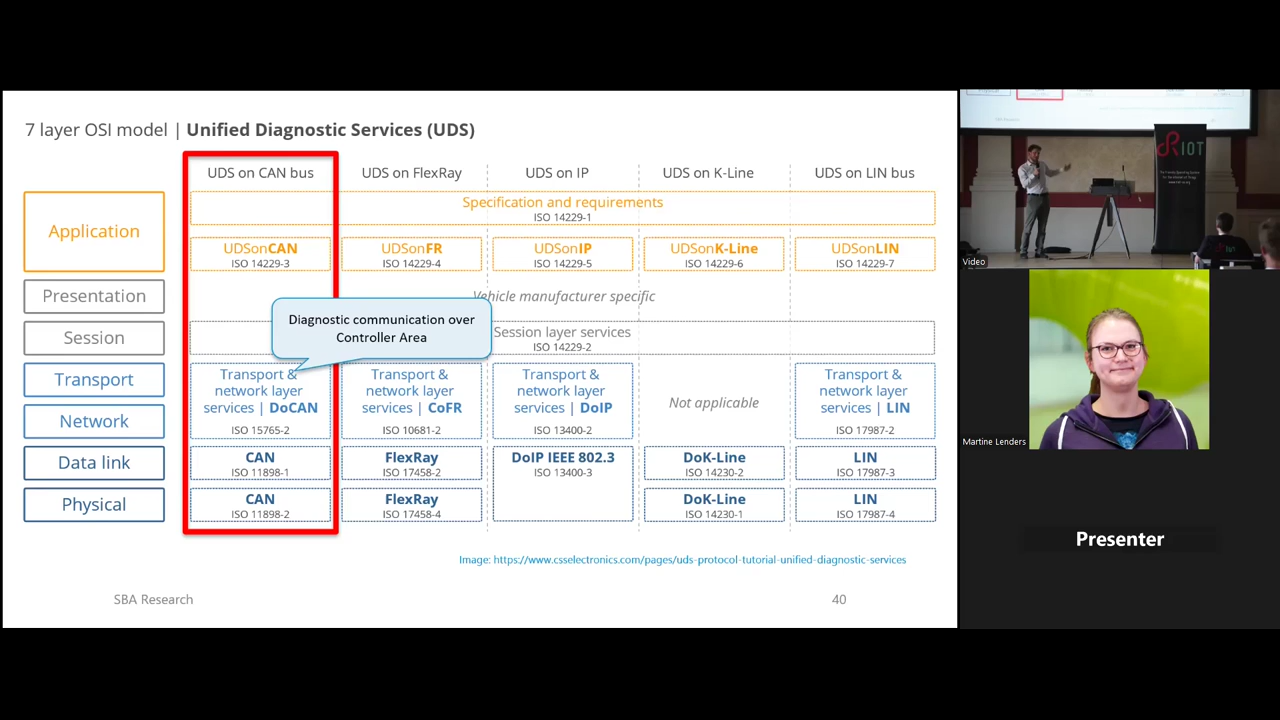 7 layer OSI model | Unified Diagnostic Services (UDS)
UDS on CAN bus
UDS on FlexRay
UDS on IP
UDS on K-Line
UDS on LIN bus
Application
Specification and requirements
ISO 14229-1
UDSonCAN
ISO 14229-3
UDSonFR
ISO 14229-4
UDSonIP
ISO 14229-5
UDSonK-Line
ISO 14229-6
UDSonLIN
ISO 14229-7
Presentation
Vehicle manufacturer specific
Session
Session layer services
ISO 14229-2
Diagnostic communication over
Controller Area
Transport
Network
Transport &
network layer
services | DoCAN
ISO 15765-2
Transport &
network layer
services | CoFR
ISO 10681-2
Transport &
network layer
services | DoIP
ISO 13400-2
Not applicable
Transport &
network layer
services | LIN
ISO 17987-2
Data link
CAN
ISO 11898-1
FlexRay
ISO 17458-2
DoIP IEEE 802.3
ISO 13400-3
DoK-Line
ISO 14230-2
LIN
ISO 17987-3
Physical
CAN
ISO 11898-2
FlexRay
ISO 17458-4
DoK-Line
ISO 14230-1
LIN
ISO 17987-4
Image: https://www.csselectronics.com/pages/uds-protocol-tutorial-unified-diagnostic-services
SBA Research
40
RIOT
Video
Martine Lenders
Presenter